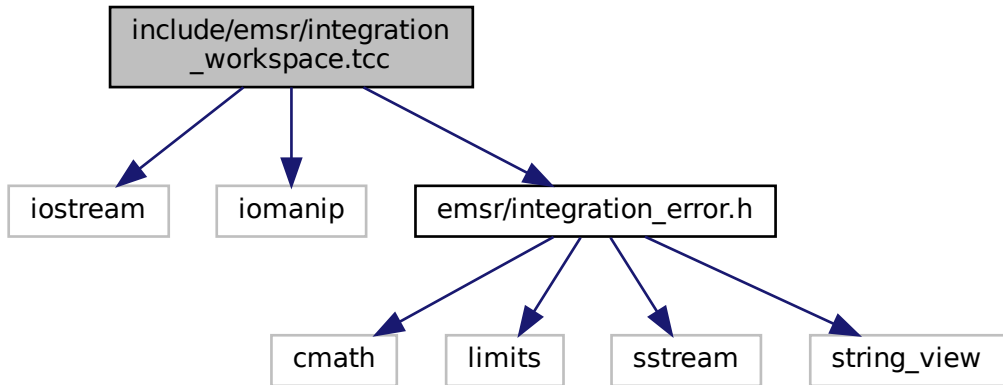 include/emsr/integration
_workspace.tcc
iostream
iomanip
emsr/integration_error.h
cmath
limits
sstream
string_view